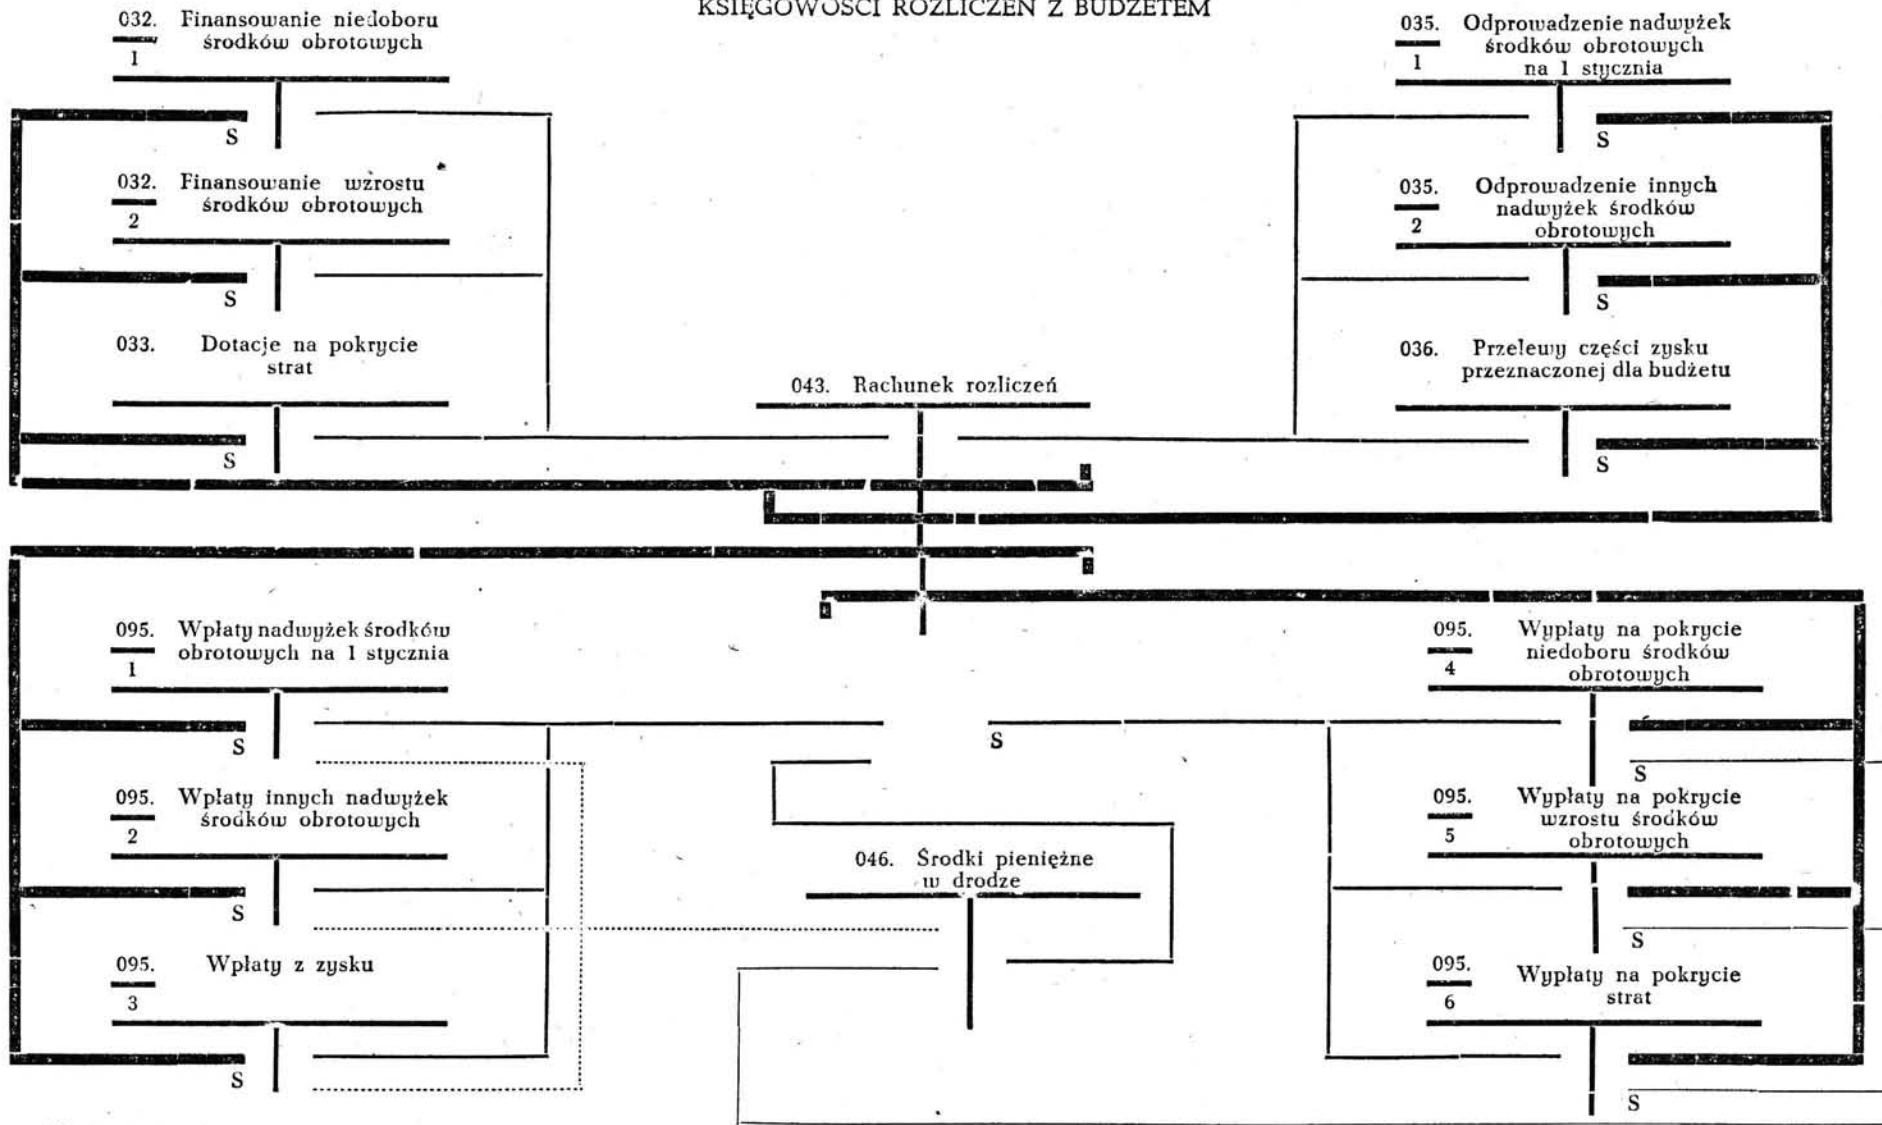 KSIĘGOWOŚCI ROZLICZEŃ Z BUDŻETEM
032. Finansowanie niedoboru
środków obrotowych
1
S
032. Finansowanie wzrostu
środków obrotowych
2
S
033. Dotacje na pokrycie
strat
S
043. Rachunek rozliczeń
035. Odprowadzenie nadwyżek
środków obrotowych
1
na 1 stycznia
S
035. Odprowadzenie innych
nadwyżek środków
2
obrotowych
S
036. Przelewy części zysku
przeznaczonej dla budżetu
S
095. Wpłaty nadwyżek środków
obrotowych na 1 stycznia
1
S
095. Wpłaty innych nadwyżek
środków obrotowych
2
S
095. Wpłaty z zysku
3
S
S
046. Środki pieniężne
w drodze
095. Wypłaty na pokrycie
niedoboru środków
4
obrotowych
S
095. Wypłaty na pokrycie
wzrostu środków
5
obrotowych
S
095. Wypłaty na pokrycie
strat
6
S